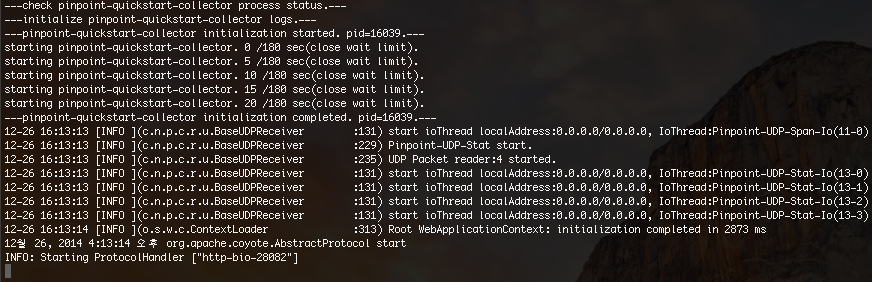 ---check pinpoint-quickstart-collector process status.---
---initialize pinpoint-quickstart-collector logs.---
---pinpoint-quickstart-collector initialization started. pid=16039.---
starting pinpoint-quickstart-collector. 0 /180 sec(close wait limit).
starting pinpoint-quickstart-collector. 5 /180 sec(close wait limit).
starting pinpoint-quickstart-collector. 10 /180 sec(close wait limit).
starting pinpoint-quickstart-collector. 15 /180 sec(close wait limit).
starting pinpoint-quickstart-collector. 20 /180 sec(close wait limit).
---pinpoint-quickstart-collector initialization completed. pid=16039.---
12-26 16:13:13 [INFO ](c.n.p.c.r.u.BaseUDPReceiver :131) start ioThread localAddress:0.0.0.0/0.0.0.0, IoThread:Pinpoint-UDP-Span-Io(11-0)
12-26 16:13:13 [INFO ](c.n.p.c.r.u.BaseUDPReceiver :229) Pinpoint-UDP-Stat start.
12-26 16:13:13 [INFO ](c.n.p.c.r.u.BaseUDPReceiver :235) UDP Packet reader:4 started.
12-26 16:13:13 [INFO ](c.n.p.c.r.u.BaseUDPReceiver :131) start ioThread localAddress:0.0.0.0/0.0.0.0, IoThread:Pinpoint-UDP-Stat-Io(13-0)
12-26 16:13:13 [INFO ](c.n.p.c.r.u.BaseUDPReceiver :131) start ioThread localAddress:0.0.0.0/0.0.0.0, IoThread:Pinpoint-UDP-Stat-Io(13-1)
12-26 16:13:13 [INFO ](c.n.p.c.r.u.BaseUDPReceiver :131) start ioThread localAddress:0.0.0.0/0.0.0.0, IoThread:Pinpoint-UDP-Stat-Io(13-2)
12-26 16:13:13 [INFO ](c.n.p.c.r.u.BaseUDPReceiver :131) start ioThread localAddress:0.0.0.0/0.0.0.0, IoThread:Pinpoint-UDP-Stat-Io(13-3)
12-26 16:13:14 [INFO ](o.s.w.c.ContextLoader :313) Root WebApplicationContext: initialization completed in 2873 ms
12월 26, 2014 4:13:14 오후 org.apache.coyote.AbstractProtocol start
INFO: Starting ProtocolHandler ["http-bio-28082"]